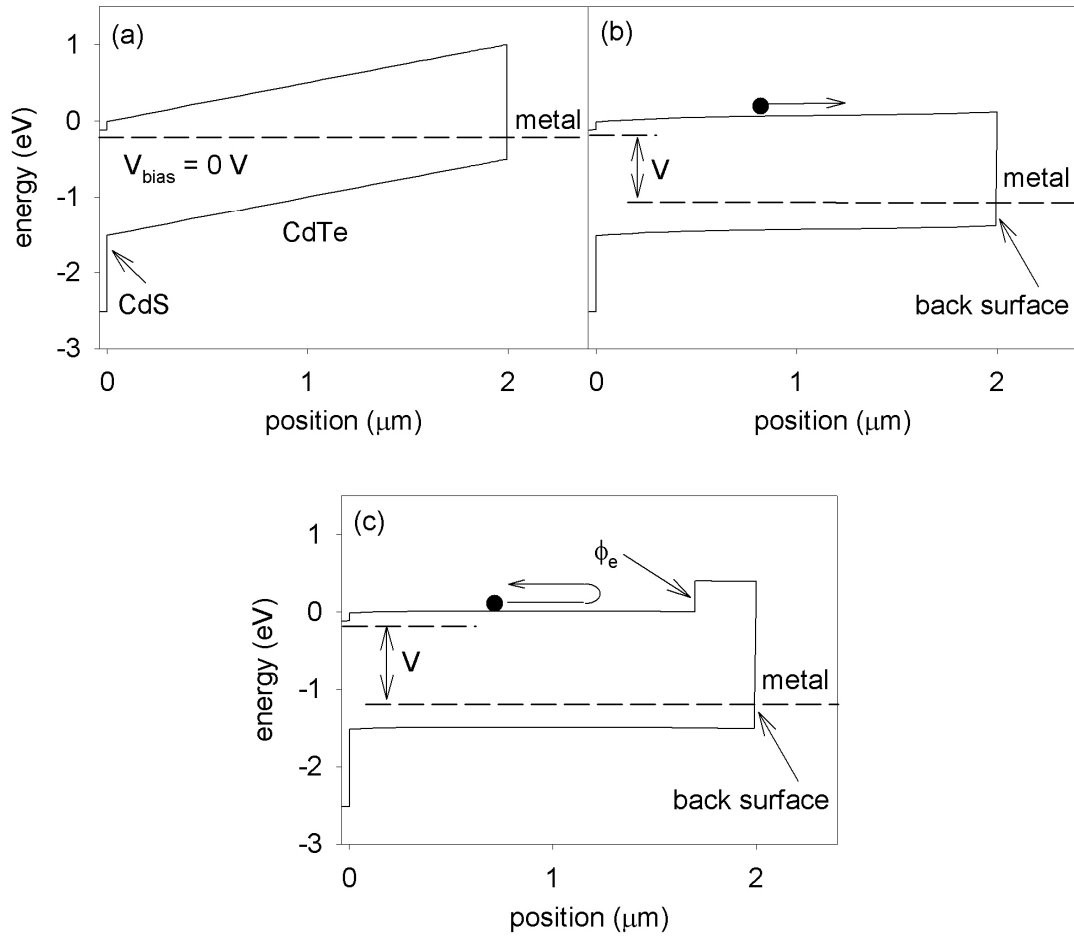 (a)
(b)
1
0
-1
-2
-3
energy (eV)
metal
V_bias = 0 V
CdTe
CdS
0
1
2
position (μm)
V
metal
back surface
0
1
2
position (μm)
(c)
1
0
-1
-2
-3
energy (eV)
ϕ_e
V
metal
back surface
0
1
2
position (μm)